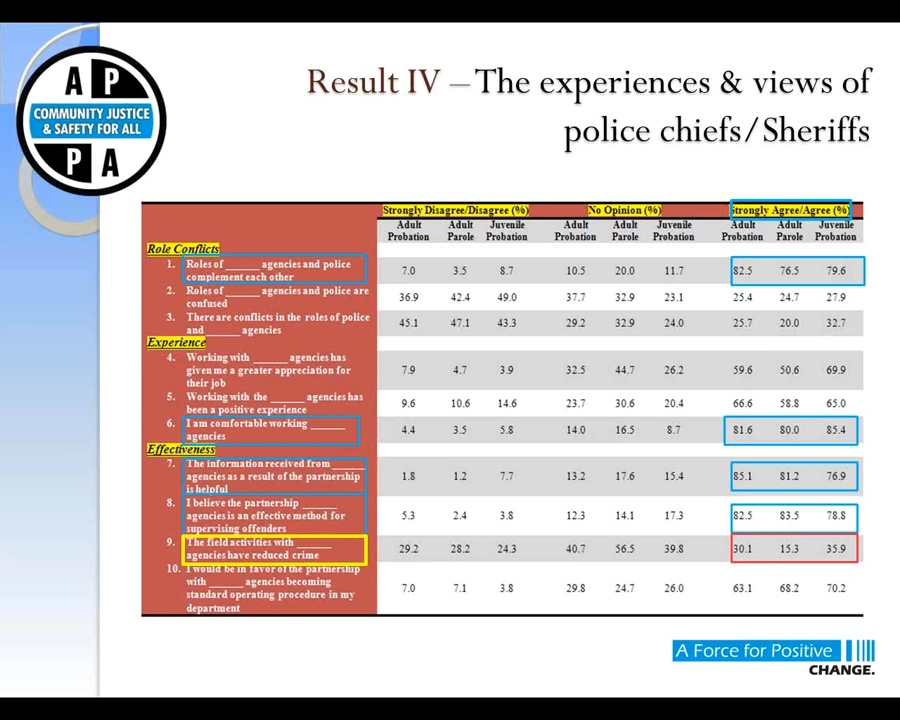 A P
COMMUNITY JUSTICE
& SAFETY FOR ALL
P A
Result IV – The experiences & views of
police chiefs/Sheriffs
Strongly Disagree/Disagree (%) No Opinion (%) Strongly Agree/Agree (%)
Adult Adult Juvenile Adult Adult Juvenile Adult Adult Juvenile
Probation Parole Probation Probation Parole Probation Probation Parole Probation
Role Conflicts
1. Roles of ______ agencies and police
complement each other 7.0 3.5 8.7 10.5 20.0 11.7 82.5 76.5 79.6
2. Roles of ______ agencies and police are
confused 36.9 42.4 49.0 37.7 32.9 23.1 25.4 24.7 27.9
3. There are conflicts in the roles of police
and ______ agencies 45.1 47.1 43.3 29.2 32.9 24.0 25.7 20.0 32.7
Experience
4. Working with ______ agencies has
given me a greater appreciation for
their job 7.9 4.7 3.9 32.5 44.7 26.2 59.6 50.6 69.9
5. Working with the ______ agencies has
been a positive experience 9.6 10.6 14.6 23.7 30.6 20.4 66.6 58.8 65.0
6. I am comfortable working ______
agencies 4.4 3.5 5.8 14.0 16.5 8.7 81.6 80.0 85.4
Effectiveness
7. The information received from ______
agencies as a result of the partnership
is helpful 1.8 1.2 7.7 13.2 17.6 15.4 85.1 81.2 76.9
8. I believe the partnership ______
agencies is an effective method for
supervising offenders 5.3 2.4 3.8 12.3 14.1 17.3 82.5 83.5 78.8
9. The field activities with ______
agencies have reduced crime 29.2 28.2 24.3 40.7 56.5 39.8 30.1 15.3 35.9
10. I would be in favor of the partnership
with ______ agencies becoming
standard operating procedure in my
department 7.0 7.1 3.8 29.8 24.7 26.0 63.1 68.2 70.2
A Force for Positive
CHANGE.